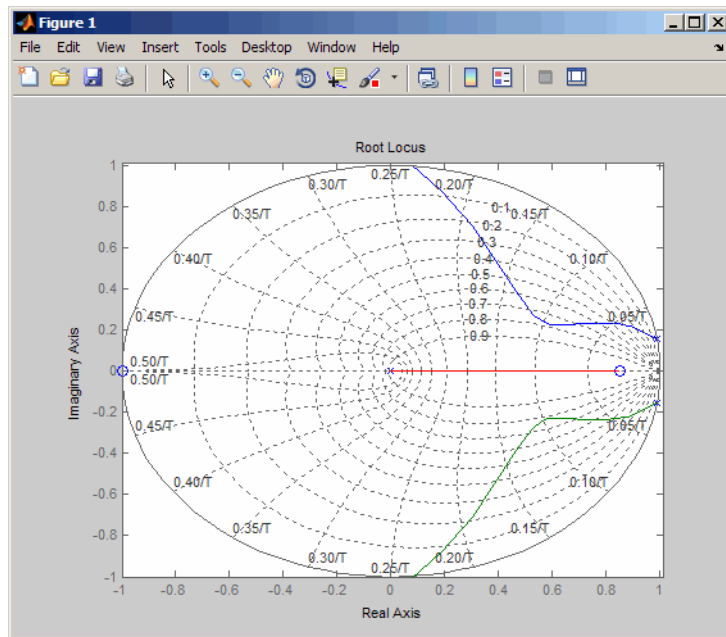 Figure 1
File Edit View Insert Tools Desktop Window Help
Root Locus
1
0.8
0.6
0.4
0.2
0
-0.2
-0.4
-0.6
-0.8
-1
-1 -0.8 -0.6 -0.4 -0.2 0 0.2 0.4 0.6 0.8 1
Imaginary Axis
Real Axis
0.25/T
0.30/T
0.20/T
0.35/T
0.15/T
0.40/T
0.10/T
0.45/T
0.05/T
0.50/T
0.50/T
0.45/T
0.05/T
0.40/T
0.10/T
0.35/T
0.15/T
0.30/T
0.20/T
0.25/T
0.1
0.2
0.3
0.4
0.5
0.6
0.7
0.8
0.9